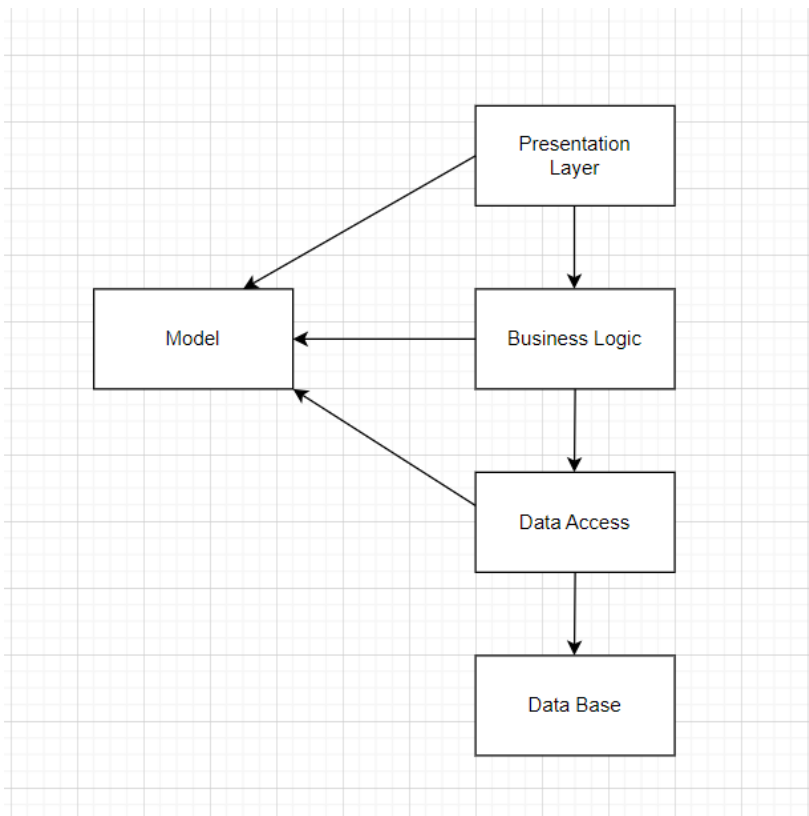 Presentation
Layer
Model
Business Logic
Data Access
Data Base